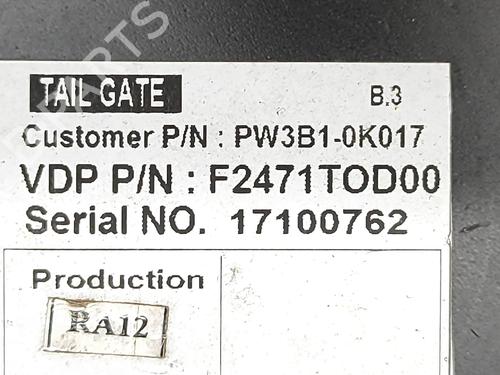 TAIL GATE B.3
Customer P/N : PW3B1-0K017
VDP P/N : F2471TOD00
Serial NO. 17100762
Production
RA12